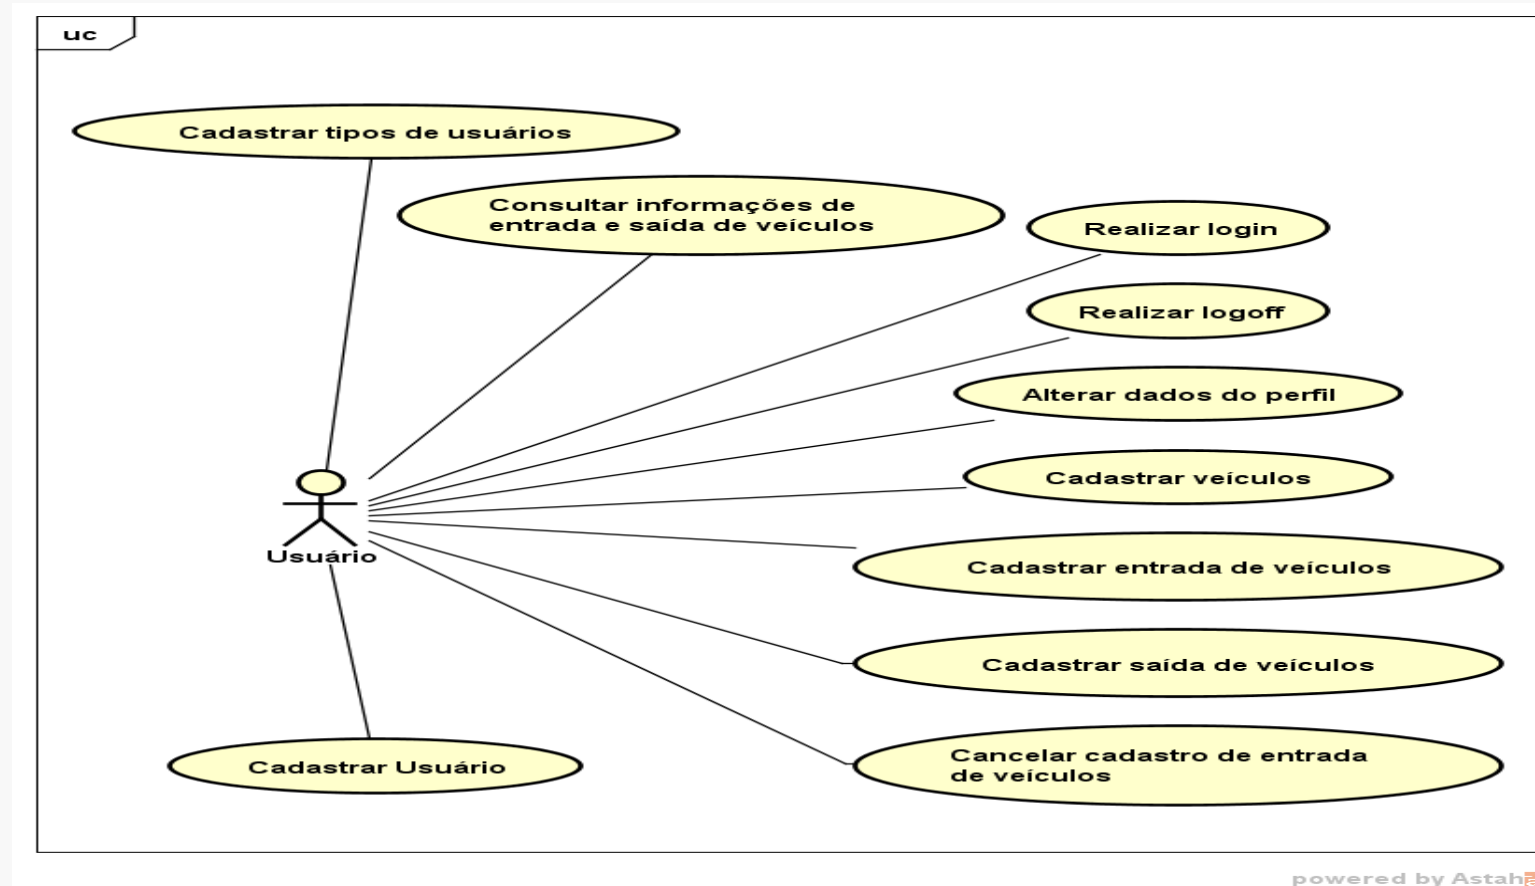 uc
Cadastrar tipos de usuários
Consultar informações de
entrada e saída de veículos
Realizar login
Realizar logoff
Alterar dados do perfil
Cadastrar veículos
Usuário
Cadastrar entrada de veículos
Cadastrar saída de veículos
Cadastrar Usuário
Cancelar cadastro de entrada
de veículos
powered by Astah